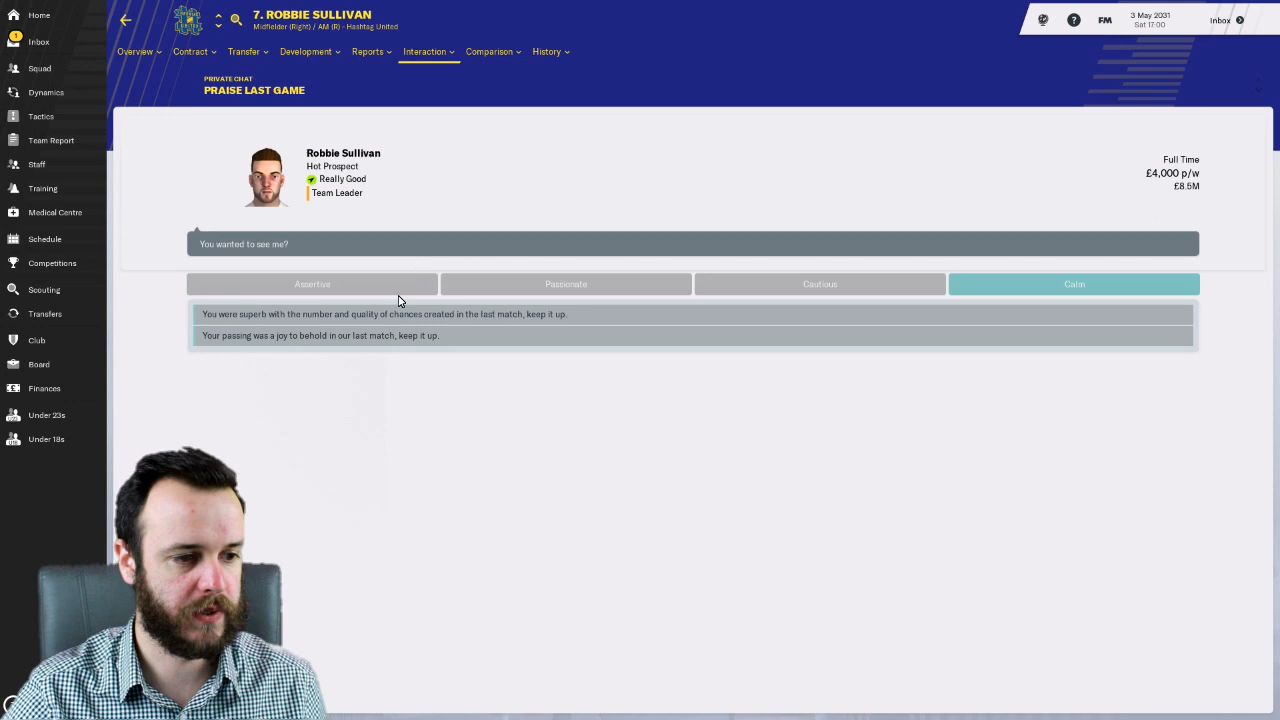 7. ROBBIE SULLIVAN
Midfielder (Right) / AM (R) - Hashtag United
FM
3 May 2031
Sat 17:00
Inbox
Overview
Contract
Transfer
Development
Reports
Interaction
Comparison
History
PRIVATE CHAT
PRAISE LAST GAME
Home
1
Inbox
Squad
Dynamics
Tactics
Team Report
Staff
Training
Medical Centre
Schedule
Competitions
Scouting
Transfers
Club
Board
Finances
Under 23s
Under 18s
Robbie Sullivan
Hot Prospect
Really Good
Team Leader
Full Time
£4,000 p/w
£8.5M
You wanted to see me?
Assertive
Passionate
Cautious
Calm
You were superb with the number and quality of chances created in the last match, keep it up.
Your passing was a joy to behold in our last match, keep it up.